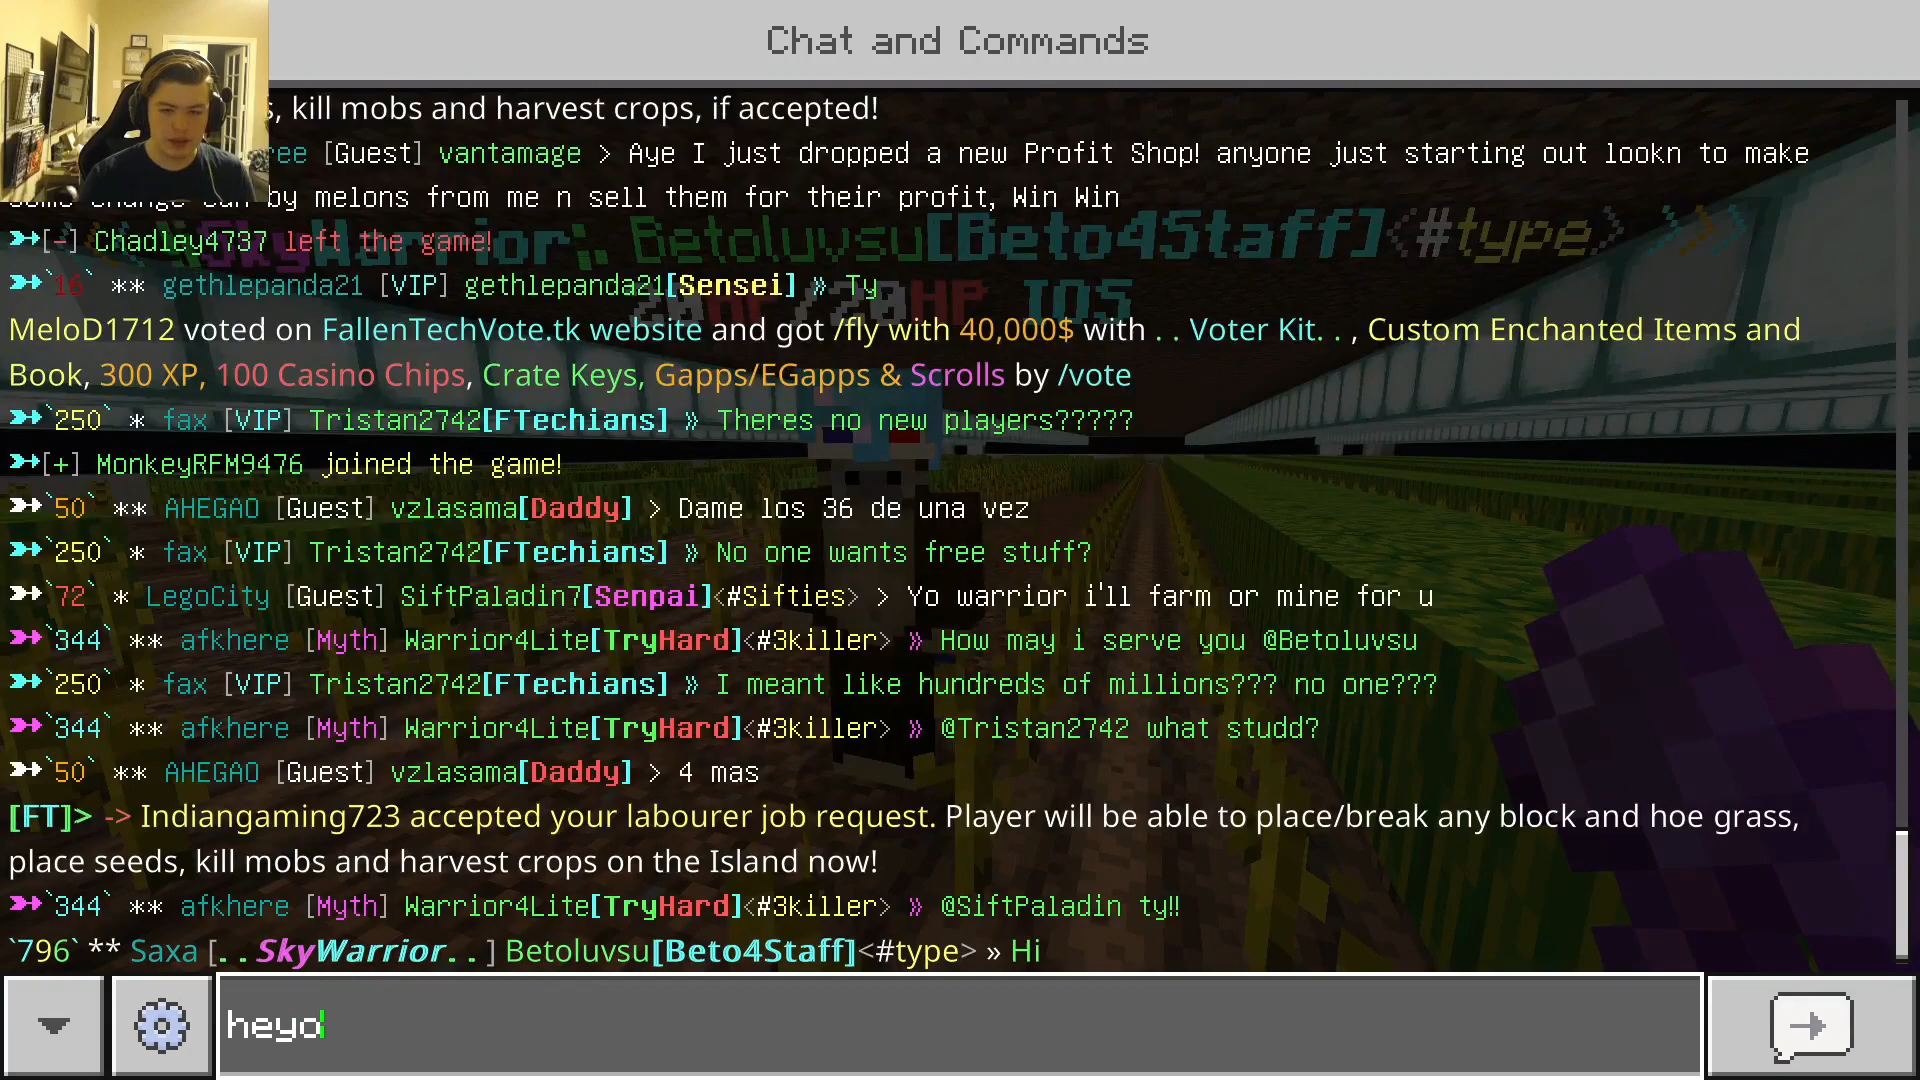 Chat and Commands
s, kill mobs and harvest crops, if accepted!
ree [Guest] vantamage > Aye I just dropped a new Profit Shop! anyone just starting out lookn to make
some change can by melons from me n sell them for their profit, Win Win
SkyWarrior:. Betoluvsu[Beto4Staff]<#type>
[-] Chadley4737 left the game!
`16` ** gethlepanda21 [VIP] gethlepanda21[Sensei] » Ty
20HP/20HP IOS
MeloD1712 voted on FallenTechVote.tk website and got /fly with 40,000$ with . . Voter Kit. . , Custom Enchanted Items and
Book, 300 XP, 100 Casino Chips, Crate Keys, Gapps/EGapps & Scrolls by /vote
`250` * fax [VIP] Tristan2742[FTechians] » Theres no new players?????
[+] MonkeyRFM9476 joined the game!
`50` ** AHEGAO [Guest] vzlasama[Daddy] > Dame los 36 de una vez
`250` * fax [VIP] Tristan2742[FTechians] » No one wants free stuff?
`72` * LegoCity [Guest] SiftPaladin7[Senpai]<#Sifties> > Yo warrior i'll farm or mine for u
`344` ** afkhere [Myth] Warrior4Lite[TryHard]<#3killer> » How may i serve you @Betoluvsu
`250` * fax [VIP] Tristan2742[FTechians] » I meant like hundreds of millions??? no one???
`344` ** afkhere [Myth] Warrior4Lite[TryHard]<#3killer> » @Tristan2742 what studd?
`50` ** AHEGAO [Guest] vzlasama[Daddy] > 4 mas
[FT]> -> Indiangaming723 accepted your labourer job request. Player will be able to place/break any block and hoe grass,
place seeds, kill mobs and harvest crops on the Island now!
`344` ** afkhere [Myth] Warrior4Lite[TryHard]<#3killer> » @SiftPaladin ty!!
`796` ** Saxa [. . SkyWarrior. . ] Betoluvsu[Beto4Staff]<#type> » Hi
heyo